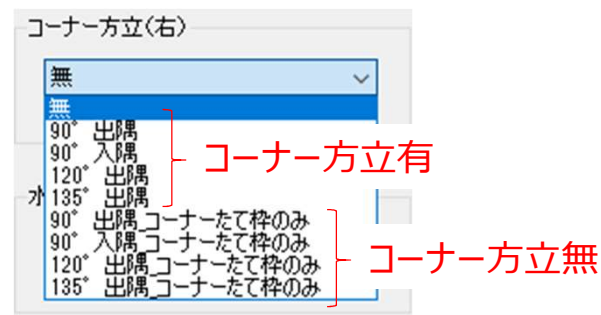 コーナー方立(右)
無
無
90° 出隅
90° 入隅
120° 出隅
135° 出隅
コーナー方立有
水
90° 出隅_コーナーたて枠のみ
90° 入隅_コーナーたて枠のみ
120° 出隅_コーナーたて枠のみ
135° 出隅_コーナーたて枠のみ
コーナー方立無